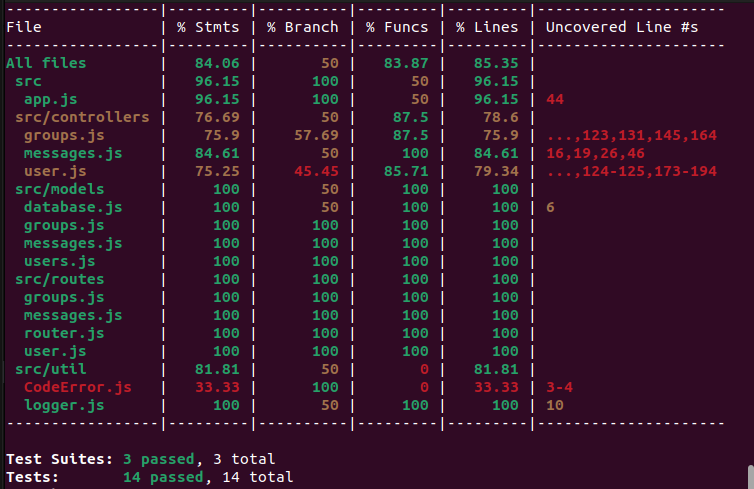 -----------------|---------|----------|---------|---------|---------------------
File             | % Stmts | % Branch | % Funcs | % Lines | Uncovered Line #s
-----------------|---------|----------|---------|---------|---------------------
All files        |   84.06 |       50 |   83.87 |   85.35 |
 src             |   96.15 |      100 |      50 |   96.15 |
  app.js         |   96.15 |      100 |      50 |   96.15 | 44
 src/controllers |   76.69 |       50 |    87.5 |    78.6 |
  groups.js      |    75.9 |    57.69 |    87.5 |    75.9 | ...,123,131,145,164
  messages.js    |   84.61 |       50 |     100 |   84.61 | 16,19,26,46
  user.js        |   75.25 |    45.45 |   85.71 |   79.34 | ...,124-125,173-194
 src/models      |     100 |       50 |     100 |     100 |
  database.js    |     100 |       50 |     100 |     100 | 6
  groups.js      |     100 |      100 |     100 |     100 |
  messages.js    |     100 |      100 |     100 |     100 |
  users.js       |     100 |      100 |     100 |     100 |
 src/routes      |     100 |      100 |     100 |     100 |
  groups.js      |     100 |      100 |     100 |     100 |
  messages.js    |     100 |      100 |     100 |     100 |
  router.js      |     100 |      100 |     100 |     100 |
  user.js        |     100 |      100 |     100 |     100 |
 src/util        |   81.81 |       50 |       0 |   81.81 |
  CodeError.js   |   33.33 |      100 |       0 |   33.33 | 3-4
  logger.js      |     100 |       50 |     100 |     100 | 10
-----------------|---------|----------|---------|---------|---------------------
Test Suites: 3 passed, 3 total
Tests:       14 passed, 14 total